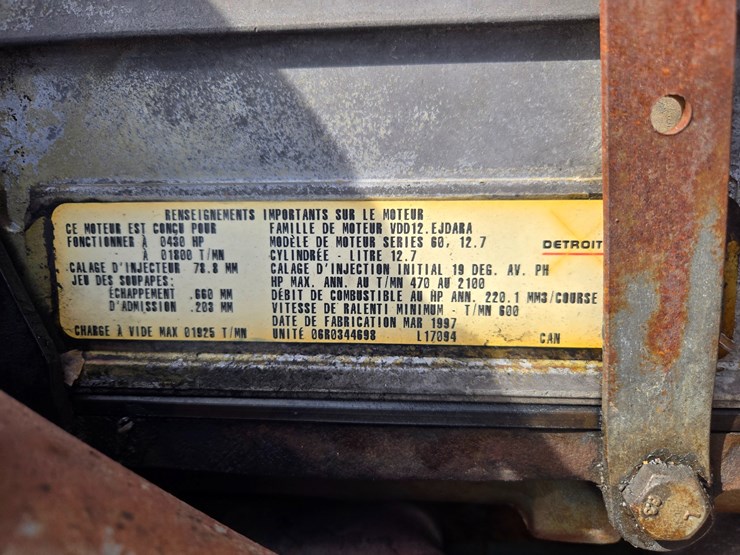 RENSEIGNEMENTS IMPORTANTS SUR LE MOTEUR
CE MOTEUR EST CONÇU POUR FAMILLE DE MOTEUR VDD12.EJDARA
FONCTIONNER À 0430 HP MODÈLE DE MOTEUR SERIES 60, 12.7
- À 01800 T/MN CYLINDRÉE - LITRE 12.7
CALAGE D'INJECTEUR 78.8 MM CALAGE D'INJECTION INITIAL 19 DEG. AV. PH
JEU DES SOUPAPES: HP MAX. ANN. AU T/MN 470 AU 2100
ÉCHAPPEMENT .660 MM DÉBIT DE COMBUSTIBLE AU HP ANN. 220.1 MM3/COURSE
D'ADMISSION .203 MM VITESSE DE RALENTI MINIMUM - T/MN 600
DATE DE FABRICATION MAR 1997
CHARGE À VIDE MAX 01925 T/MN UNITÉ 06R0344698 L17094 CAN
DETROIT